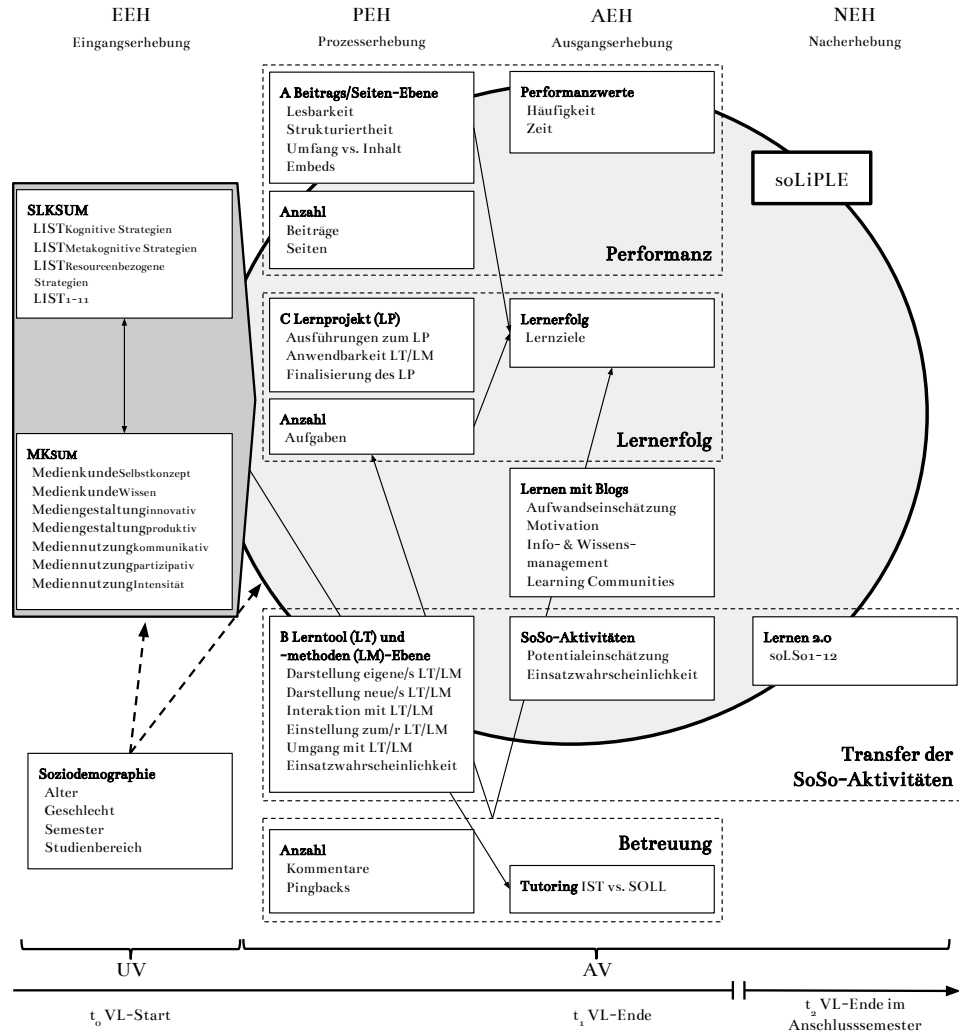 EEH
Eingangserhebung
PEH
Prozesserhebung
AEH
Ausgangserhebung
NEH
Nacherhebung
A Beitrags/Seiten-Ebene
Lesbarkeit
Strukturiertheit
Umfang vs. Inhalt
Embeds
Performanzwerte
Häufigkeit
Zeit
soLiPLE
SLKSUM
LISTKognitive Strategien
LISTMetakognitive Strategien
LISTResourcenbezogene
Strategien
LIST1-11
Anzahl
Beiträge
Seiten
Performanz
C Lernprojekt (LP)
Ausführungen zum LP
Anwendbarkeit LT/LM
Finalisierung des LP
Lernerfolg
Lernziele
Anzahl
Aufgaben
Lernerfolg
MKSUM
MedienkundeSelbstkonzept
MedienkundeWissen
Mediengestaltunginnovativ
Mediengestaltungproduktiv
Mediennutzungkommunikativ
Mediennutzungpartizipativ
MediennutzungIntensität
Lernen mit Blogs
Aufwandseinschätzung
Motivation
Info- & Wissens-
management
Learning Communities
B Lerntool (LT) und
-methoden (LM)-Ebene
Darstellung eigene/s LT/LM
Darstellung neue/s LT/LM
Interaktion mit LT/LM
Einstellung zum/r LT/LM
Umgang mit LT/LM
Einsatzwahrscheinlichkeit
SoSo-Aktivitäten
Potentialeinschätzung
Einsatzwahrscheinlichkeit
Lernen 2.0
soLSo1-12
Transfer der
SoSo-Aktivitäten
Soziodemographie
Alter
Geschlecht
Semester
Studienbereich
Anzahl
Kommentare
Pingbacks
Betreuung
Tutoring IST vs. SOLL
UV
AV
t0 VL-Start
t1 VL-Ende
t2 VL-Ende im
Anschlusssemester